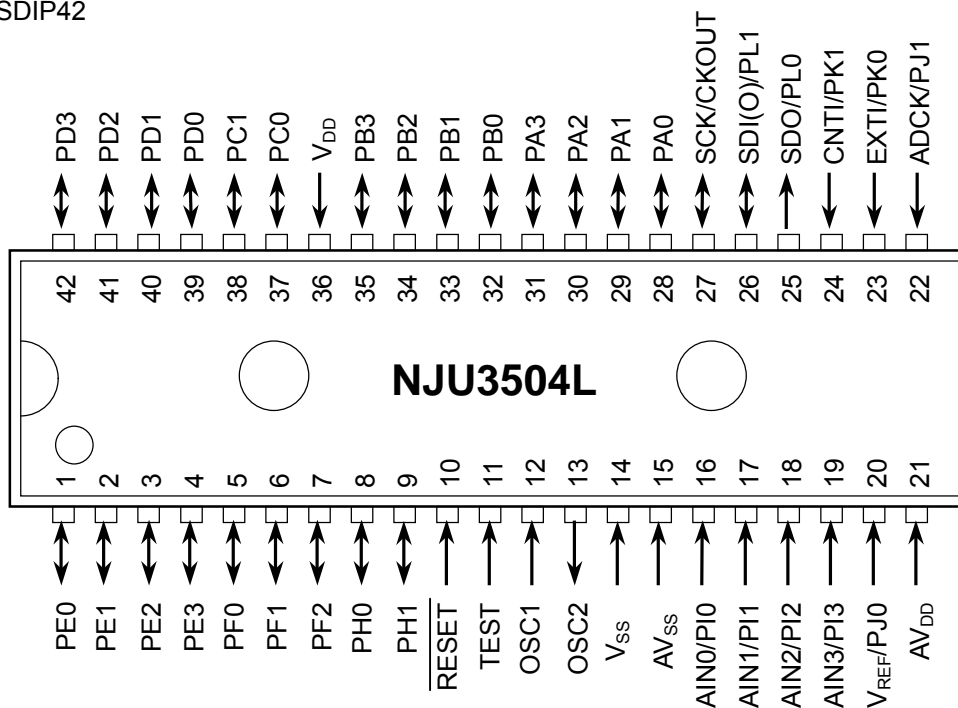 SDIP42
PD3
PD2
PD1
PD0
PC1
PC0
VDD
PB3
PB2
PB1
PB0
PA3
PA2
PA1
PA0
SCK/CKOUT
SDI(O)/PL1
SDO/PL0
CNTI/PK1
EXTI/PK0
ADCK/PJ1
42
41
40
39
38
37
36
35
34
33
32
31
30
29
28
27
26
25
24
23
22
NJU3504L
1
2
3
4
5
6
7
8
9
10
11
12
13
14
15
16
17
18
19
20
21
PE0
PE1
PE2
PE3
PF0
PF1
PF2
PH0
PH1
RESET
TEST
OSC1
OSC2
VSS
AVSS
AIN0/PI0
AIN1/PI1
AIN2/PI2
AIN3/PI3
VREF/PJ0
AVDD